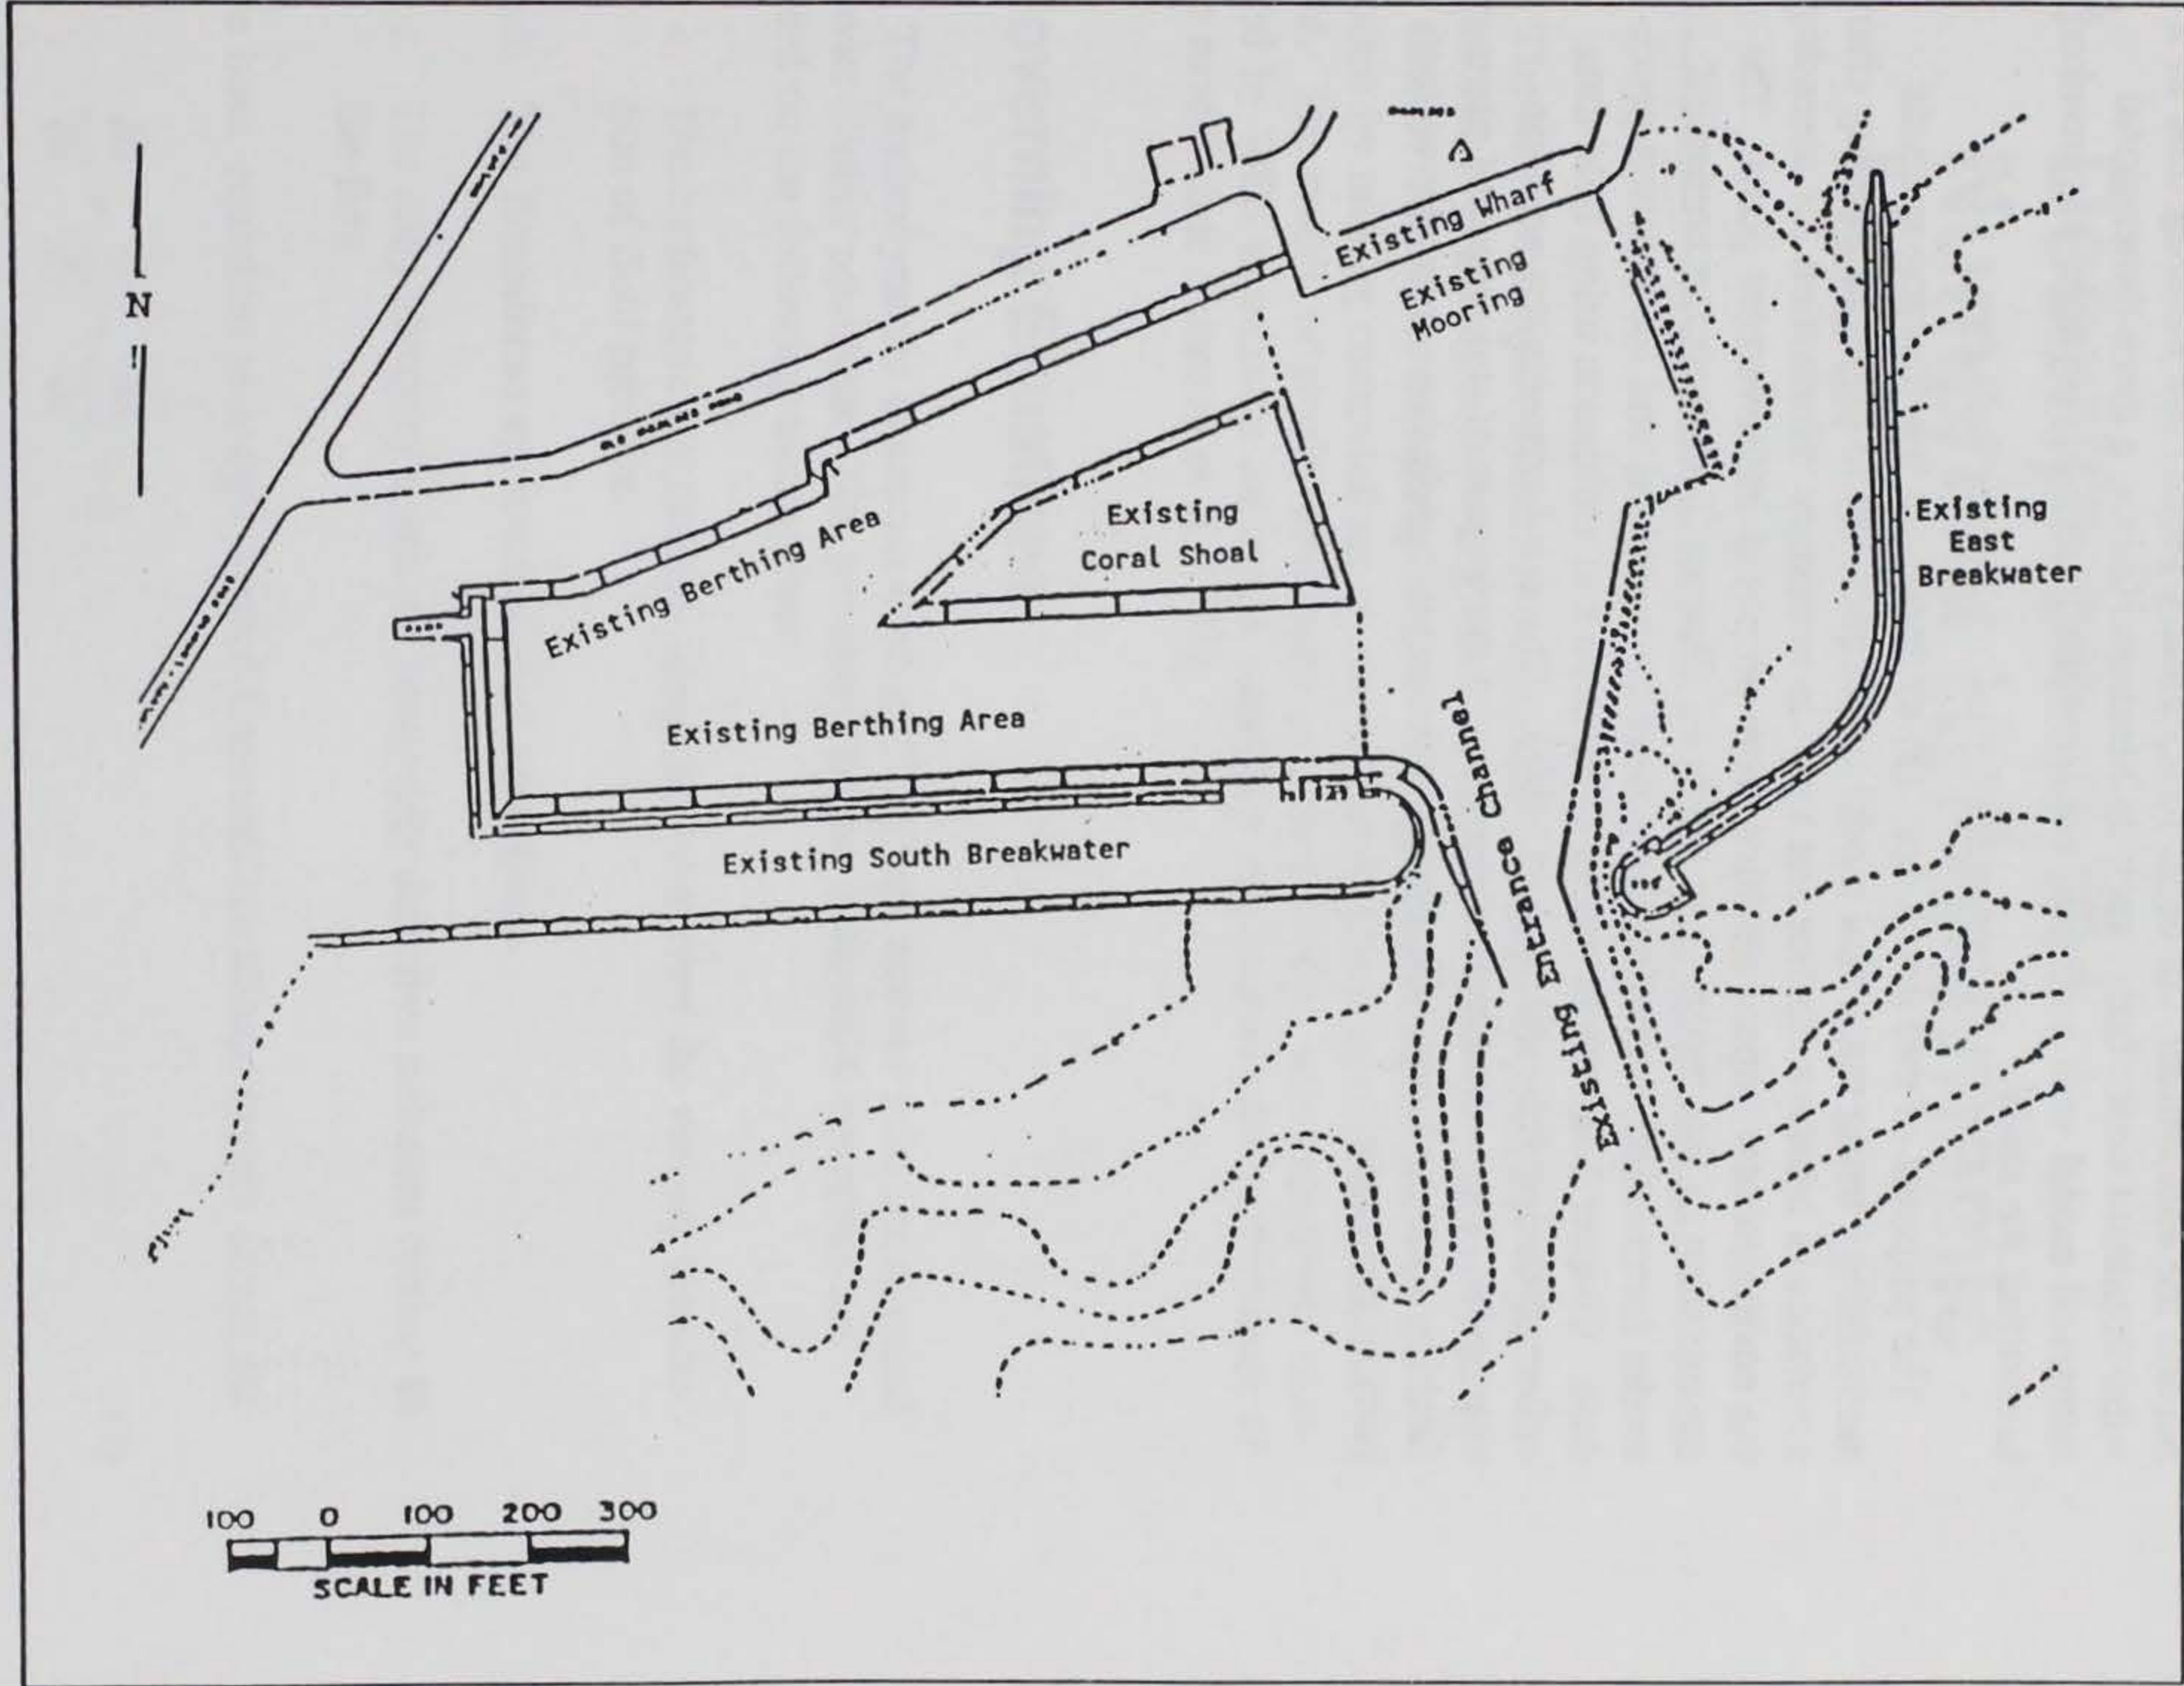 N
Existing Wharf
Existing
Mooring
Existing
Coral Shoal
Existing Berthing Area
Existing
East
Breakwater
Existing Berthing Area
Existing Entrance Channel
Existing South Breakwater
100 0 100 200 300
SCALE IN FEET